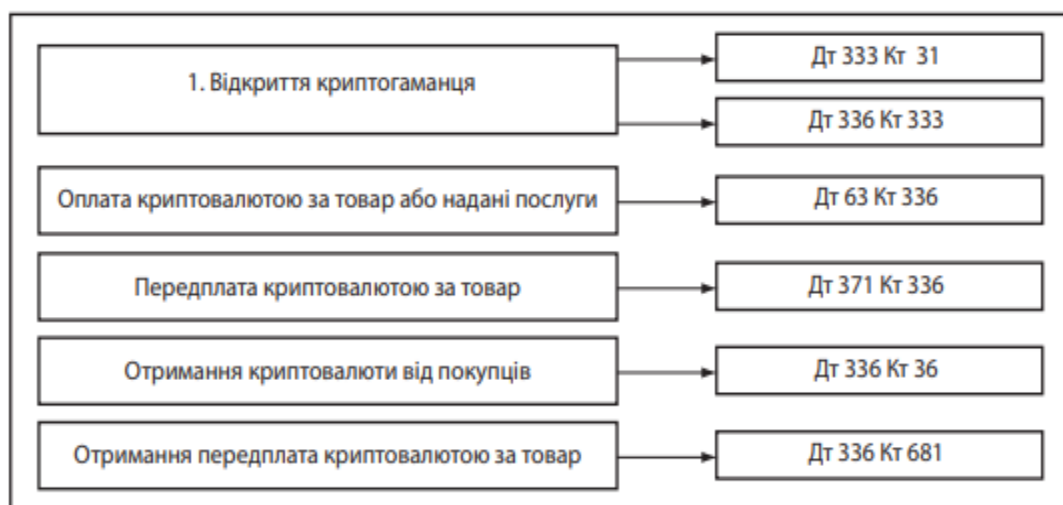 1. Відкриття криптогаманця
Дт 333 Кт 31
Дт 336 Кт 333
Оплата криптовалютою за товар або надані послуги
Дт 63 Кт 336
Передплата криптовалютою за товар
Дт 371 Кт 336
Отримання криптовалюти від покупців
Дт 336 Кт 36
Отримання передплата криптовалютою за товар
Дт 336 Кт 681